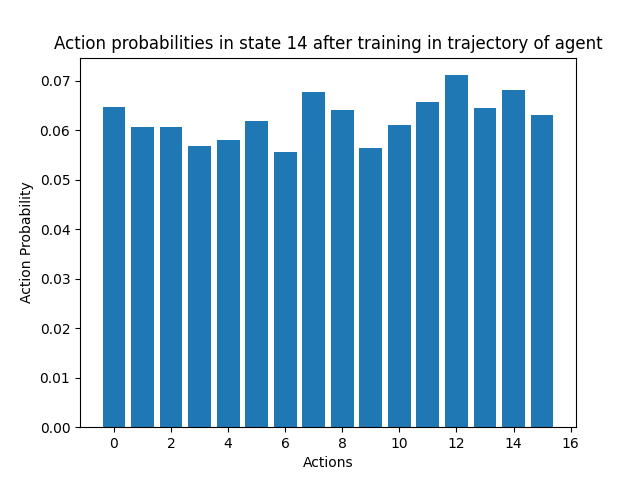 Action probabilities in state 14 after training in trajectory of agent
0.07
0.06
0.05
0.04
0.03
0.02
0.01
0.00
Action Probability
0 2 4 6 8 10 12 14 16
Actions